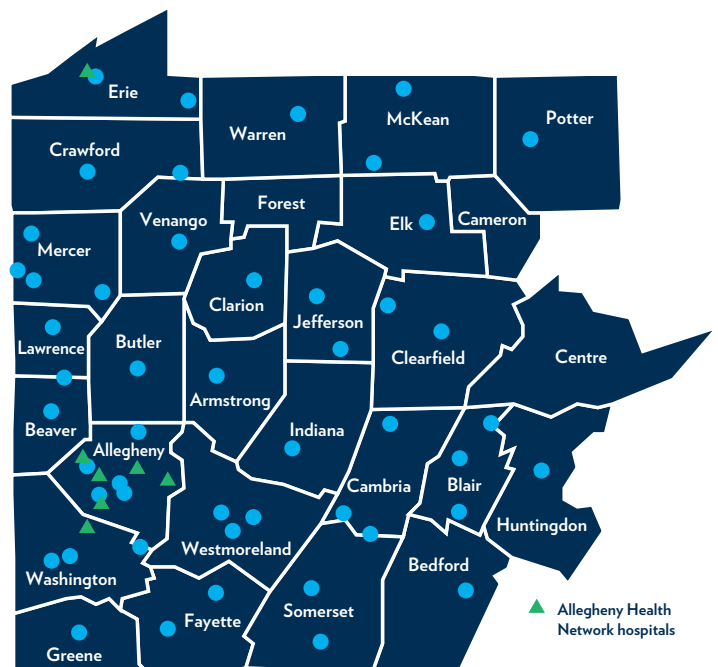 Erie
Warren
McKean
Potter
Crawford
Forest
Venango
Elk
Cameron
Mercer
Clarion
Jefferson
Lawrence
Butler
Clearfield
Centre
Armstrong
Beaver
Indiana
Allegheny
Cambria
Blair
Huntingdon
Westmoreland
Washington
Bedford
Somerset
Fayette
Greene
Allegheny Health
Network hospitals